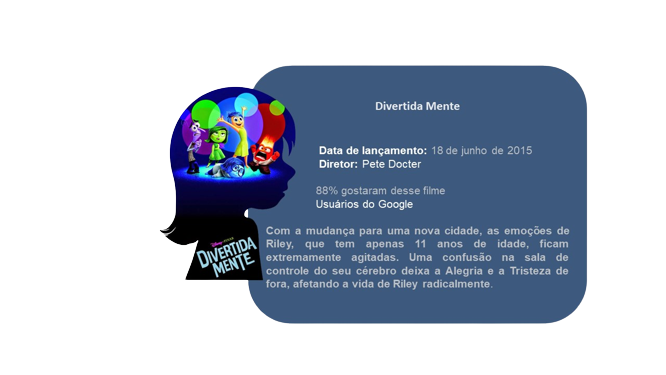 Divertida Mente
Data de lançamento: 18 de junho de 2015
Diretor: Pete Docter
88% gostaram desse filme
Usuários do Google
Com a mudança para uma nova cidade, as emoções de
Riley, que tem apenas 11 anos de idade, ficam
extremamente agitadas. Uma confusão na sala de
controle do seu cérebro deixa a Alegria e a Tristeza de
fora, afetando a vida de Riley radicalmente.
Disney PIXAR
DIVERTIDA
MENTE